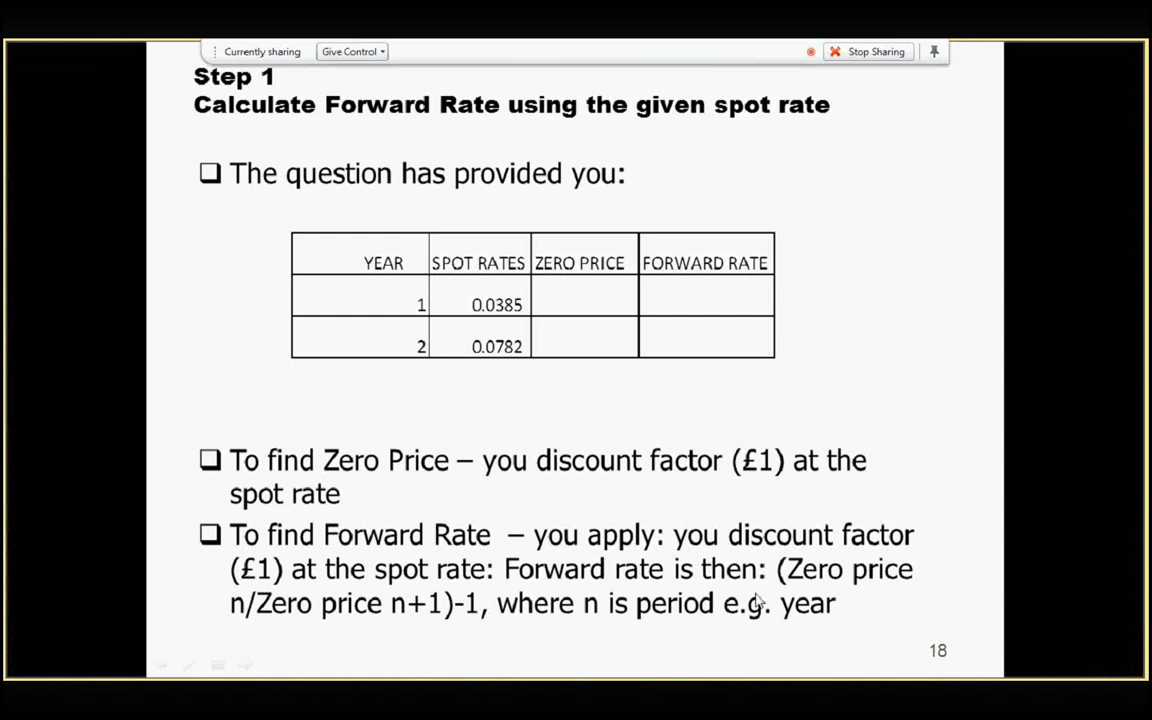 Currently sharing Give Control Stop Sharing
Step 1
Calculate Forward Rate using the given spot rate
The question has provided you:
YEAR SPOT RATES ZERO PRICE FORWARD RATE
1 0.0385
2 0.0782
To find Zero Price – you discount factor (£1) at the
spot rate
To find Forward Rate – you apply: you discount factor
(£1) at the spot rate: Forward rate is then: (Zero price
n/Zero price n+1)-1, where n is period e.g. year
18